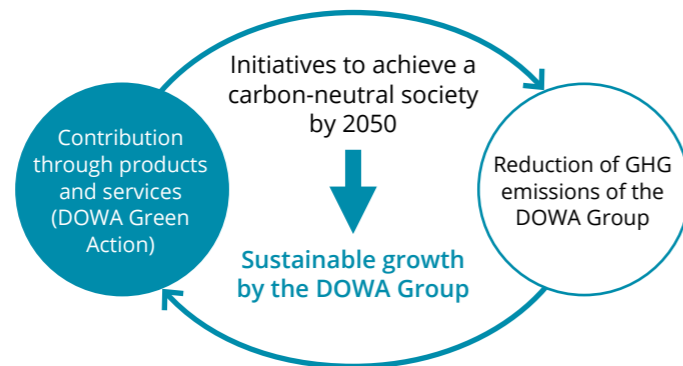 Initiatives to achieve a
carbon-neutral society
by 2050
Contribution
through products
and services
(DOWA Green
Action)
Reduction of GHG
emissions of the
DOWA Group
Sustainable growth
by the DOWA Group